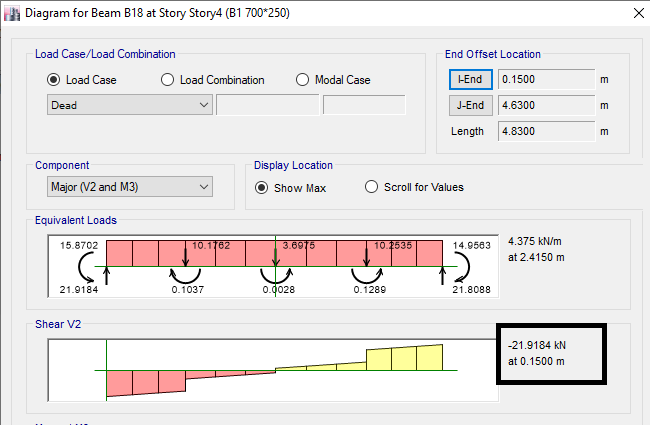 Diagram for Beam B18 at Story Story4 (B1 700*250)
Load Case/Load Combination
Load Case
Load Combination
Modal Case
Dead
End Offset Location
I-End
0.1500
m
J-End
4.6300
m
Length
4.8300
m
Component
Major (V2 and M3)
Display Location
Show Max
Scroll for Values
Equivalent Loads
15.8702
10.1762
3.6975
10.2535
14.9563
21.9184
0.1037
0.0028
0.1289
21.8088
4.375 kN/m
at 2.4150 m
Shear V2
-21.9184 kN
at 0.1500 m